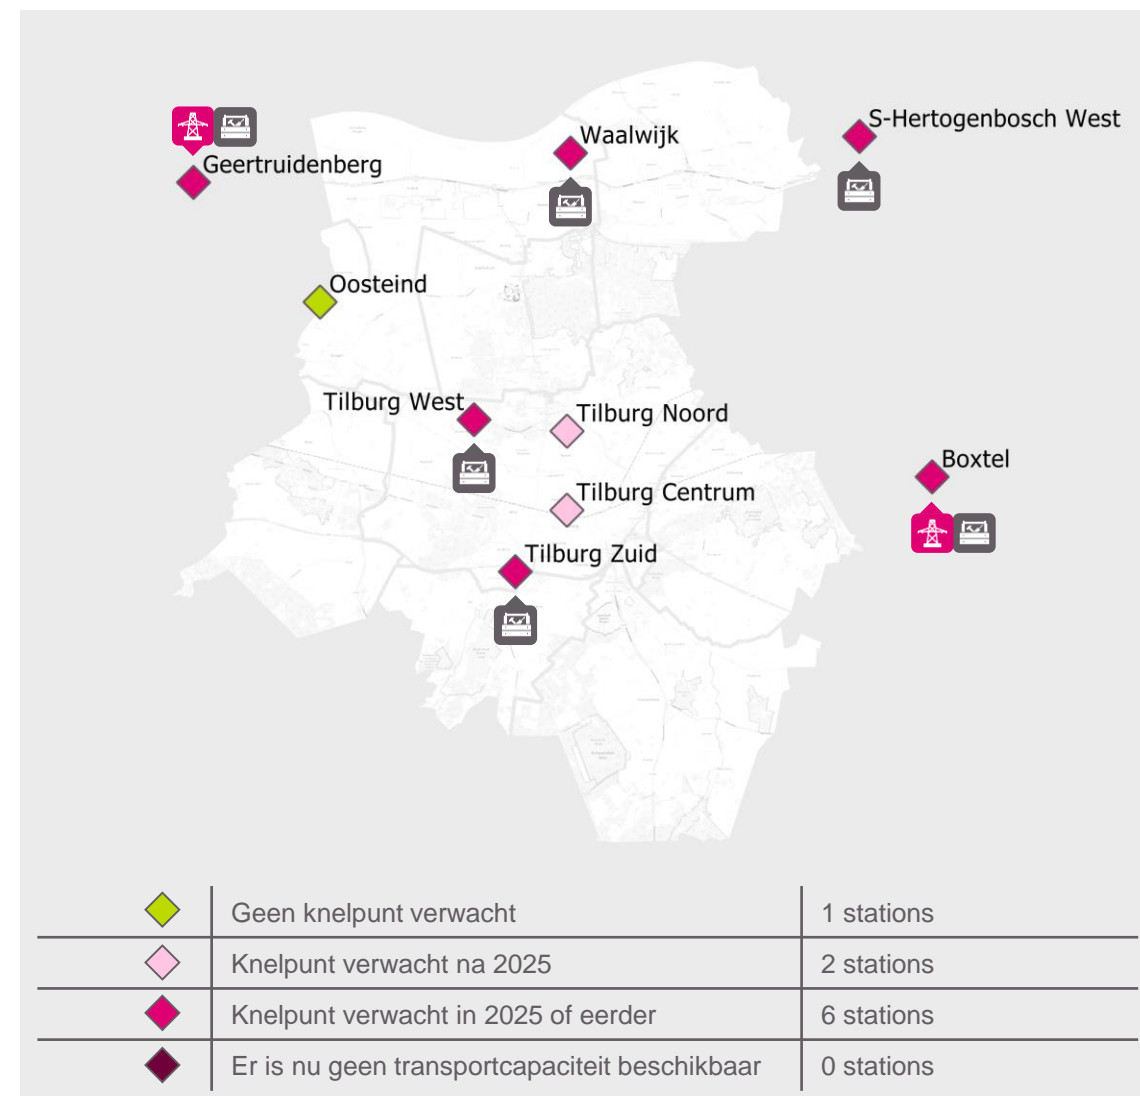 S-Hertogenbosch West
Waalwijk
Geertruidenberg
Oosteind
Tilburg West
Tilburg Noord
Boxtel
Tilburg Centrum
Tilburg Zuid
Geen knelpunt verwacht 1 stations
Knelpunt verwacht na 2025 2 stations
Knelpunt verwacht in 2025 of eerder 6 stations
Er is nu geen transportcapaciteit beschikbaar 0 stations